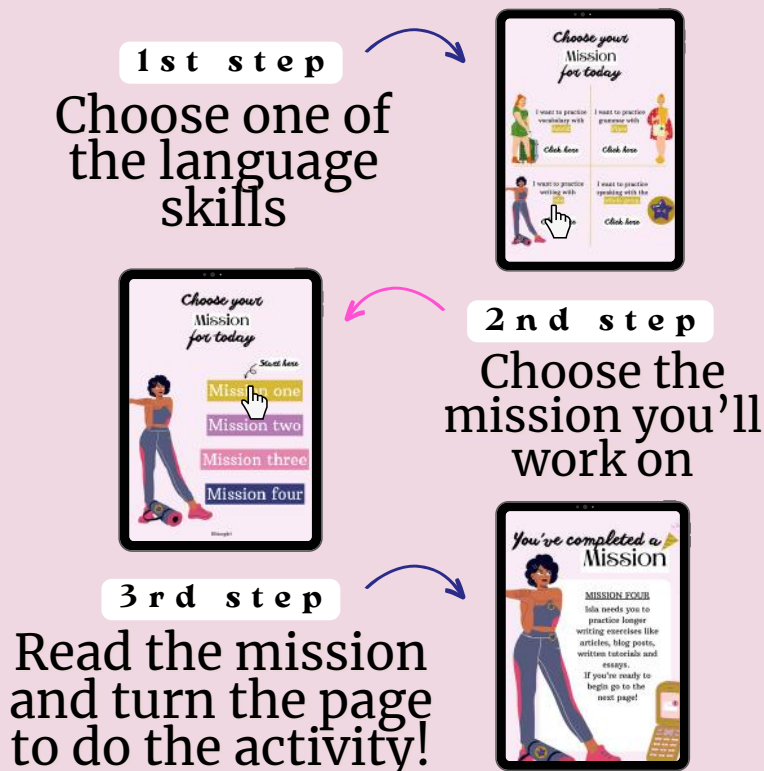 1st step
Choose one of
the language
skills
Choose your
Mission
for today
I want to practice
vocabulary with
Click here
I want to practice
grammar with
Click here
I want to practice
writing with
I want to practice
speaking with the
whole group
Click here
2nd step
Choose the
mission you'll
work on
Choose your
Mission
for today
Start here
Mission one
Mission two
Mission three
Mission four
3rd step
Read the mission
and turn the page
to do the activity!
You've completed a
Mission
MISSION FOUR
Isla needs you to
practice longer
writing exercises like
articles, blog posts,
written tutorials and
essays.
If you're ready to
begin go to the
next page!